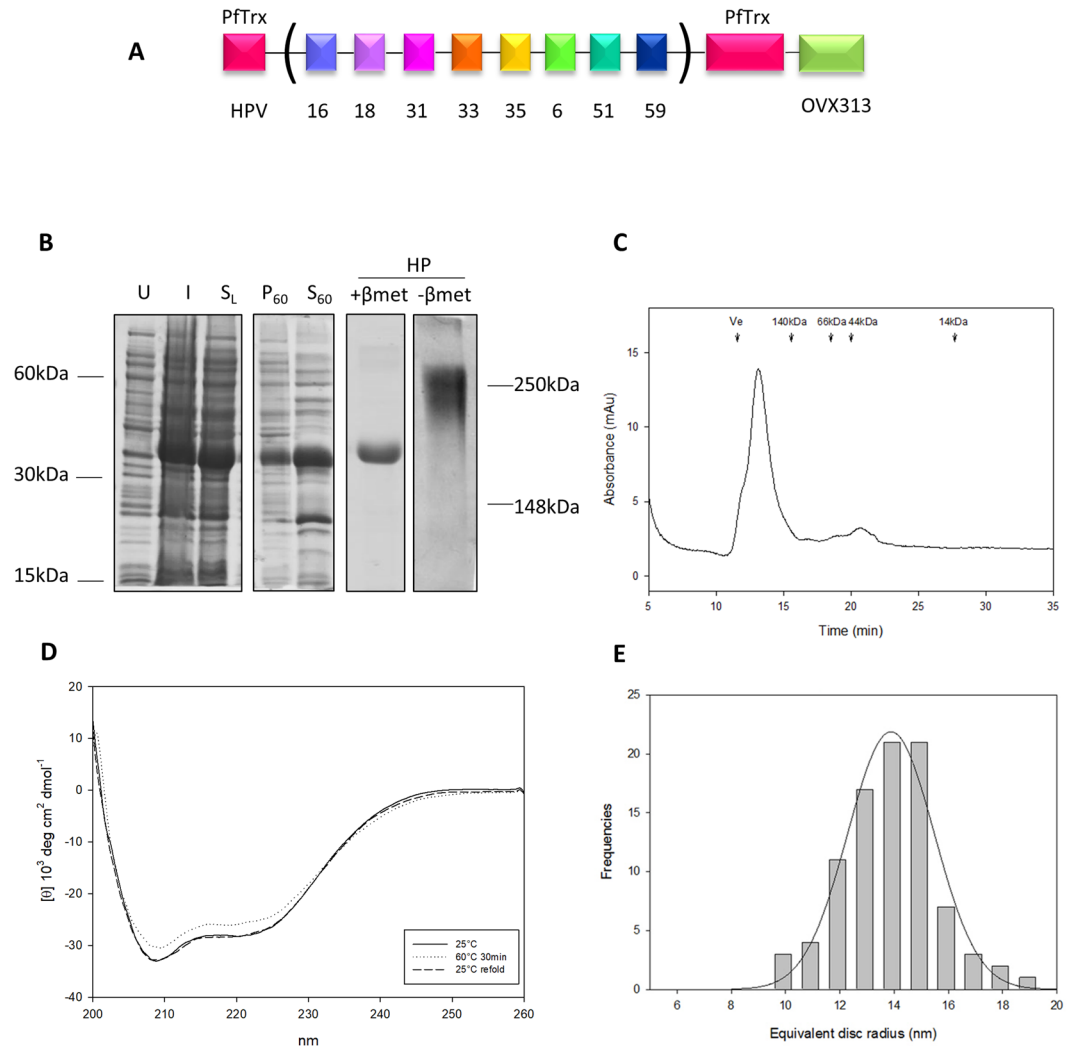 PfTrx PfTrx
A ( )
HPV 16 18 31 33 35 6 51 59 OVX313
B
HP
U I S_L P_60 S_60 +βmet -βmet
60kDa
30kDa
15kDa
250kDa
148kDa
C
Ve 140kDa 66kDa 44kDa 14kDa
15
10
5
0
Absorbance (mAu)
5 10 15 20 25 30 35
Time (min)
D
20
10
0
-10
-20
-30
-40
[θ] 10³ deg cm² dmol⁻¹
25°C
60°C 30min
25°C refold
200 210 220 230 240 250 260
nm
E
25
20
15
10
5
0
Frequencies
6 8 10 12 14 16 18 20
Equivalent disc radius (nm)